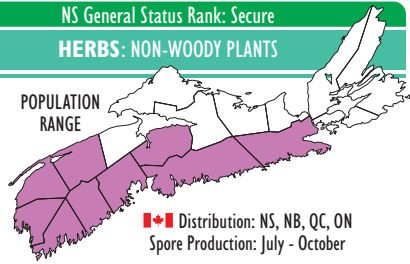 NS General Status Rank: Secure
HERBS: NON-WOODY PLANTS
POPULATION
RANGE
Distribution: NS, NB, QC, ON
Spore Production: July - October